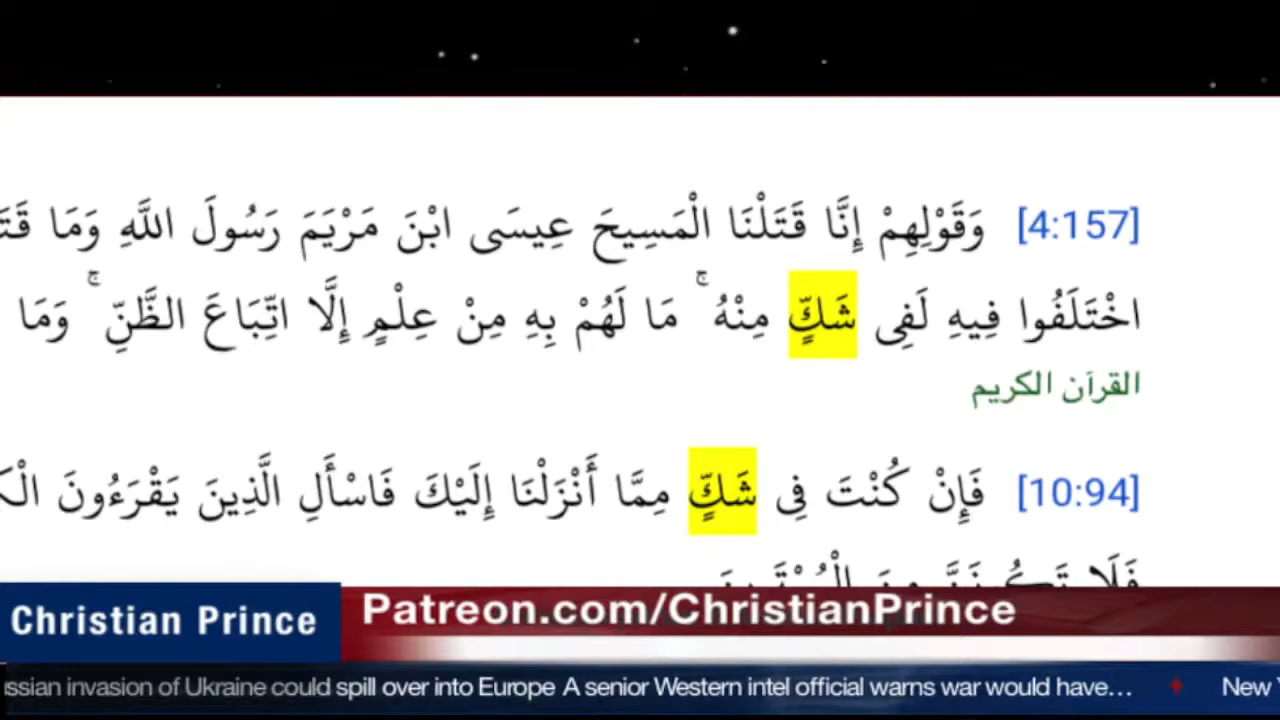 [4:157] وَقَوْلِهِمْ إِنَّا قَتَلْنَا الْمَسِيحَ عِيسَى ابْنَ مَرْيَمَ رَسُولَ اللَّهِ وَمَا
اخْتَلَفُوا فِيهِ لَفِى شَكٍّ مِنْهُ ۚ مَا لَهُمْ بِهِ مِنْ عِلْمٍ إِلَّا اتِّبَاعَ الظَّنِّ ۚ وَمَا
القرآن الكريم
[10:94] فَإِنْ كُنْتَ فِى شَكٍّ مِمَّا أَنْزَلْنَا إِلَيْكَ فَاسْأَلِ الَّذِينَ يَقْرَءُونَ
Christian Prince
Patreon.com/ChristianPrince
ssian invasion of Ukraine could spill over into Europe A senior Western intel official warns war would have... New